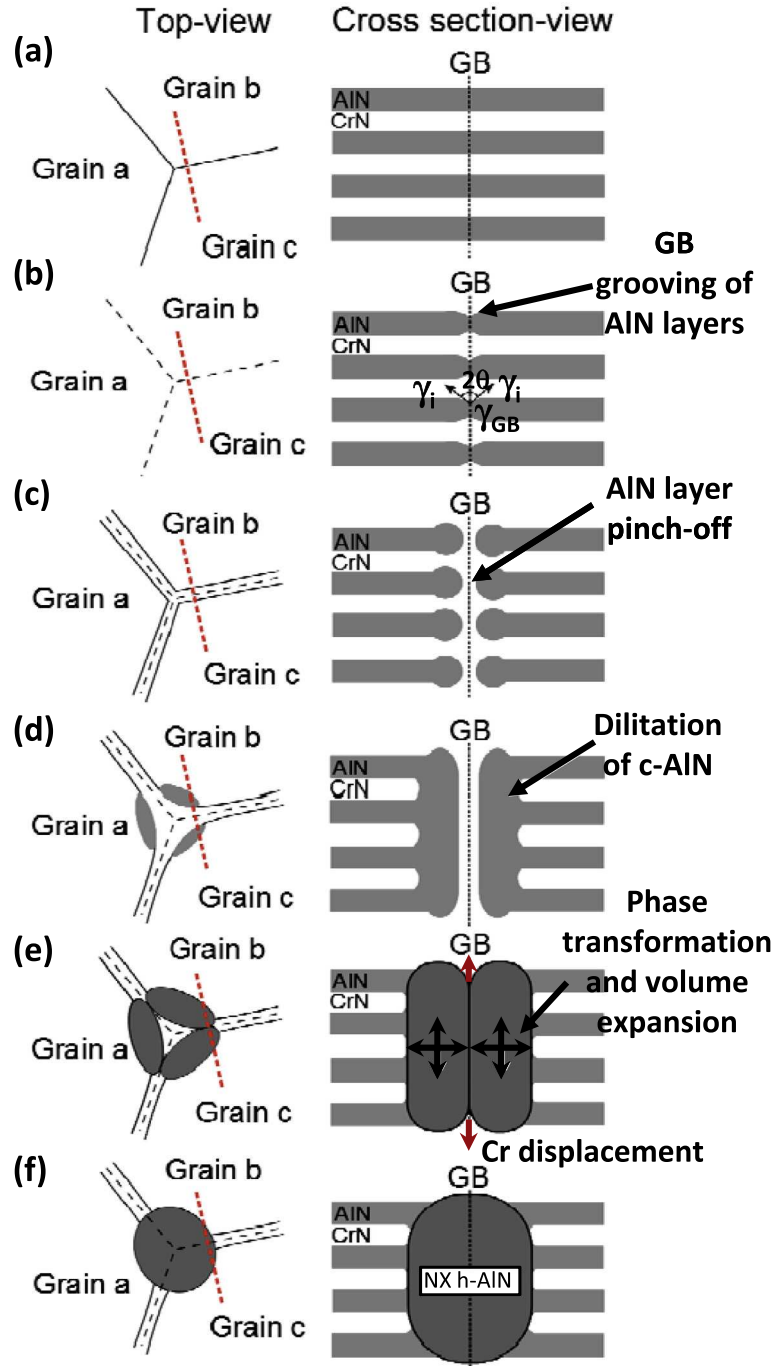 Top-view Cross section-view
(a)
GB
Grain b
AlN
CrN
Grain a
Grain c
GB
grooving of
AlN layers
(b)
GB
Grain b
AlN
CrN
Grain a
2θ
γi γi
γGB
Grain c
(c)
GB
AlN layer
pinch-off
Grain b
AlN
CrN
Grain a
Grain c
(d)
GB
Dilitation
of c-AlN
Grain b
AlN
CrN
Grain a
Grain c
Phase
transformation
and volume
expansion
(e)
GB
Grain b
AlN
CrN
Grain a
Grain c
Cr displacement
(f)
GB
Grain b
AlN
CrN
NX h-AlN
Grain a
Grain c